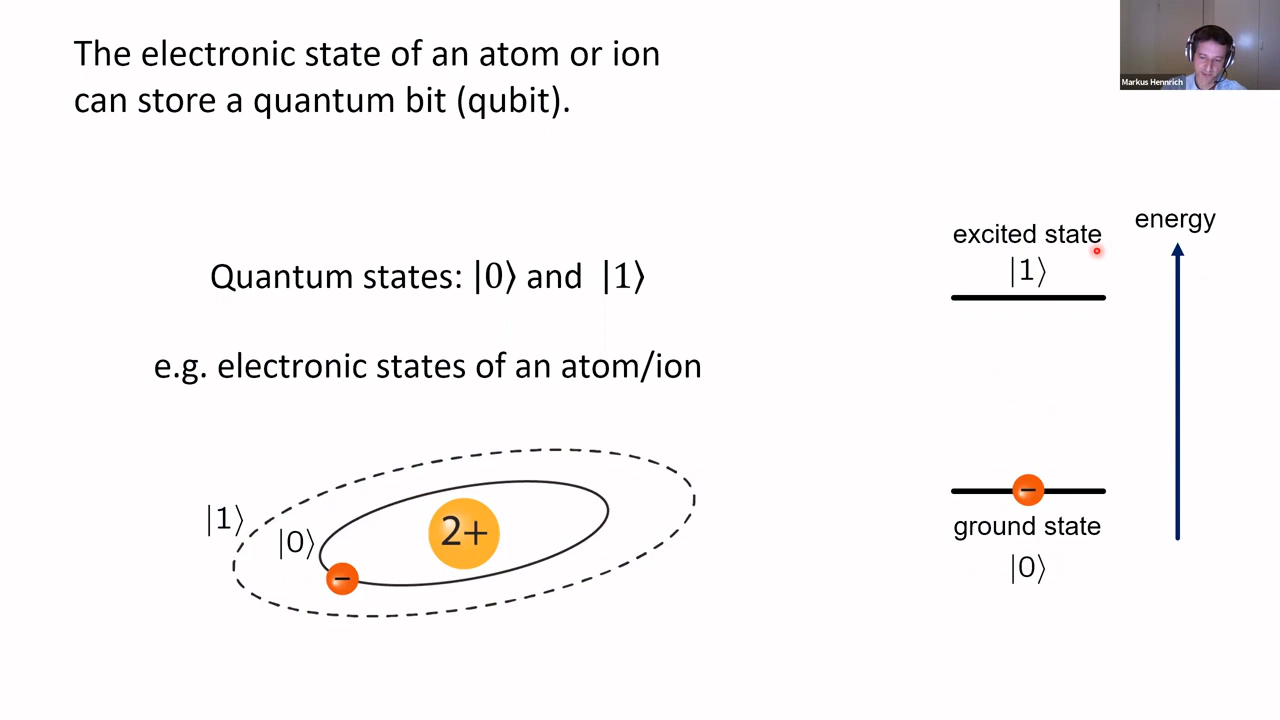 The electronic state of an atom or ion
can store a quantum bit (qubit).
Markus Hennrich
energy
excited state
|1⟩
Quantum states: |0⟩ and |1⟩
e.g. electronic states of an atom/ion
|1⟩
|0⟩
2+
−
−
ground state
|0⟩